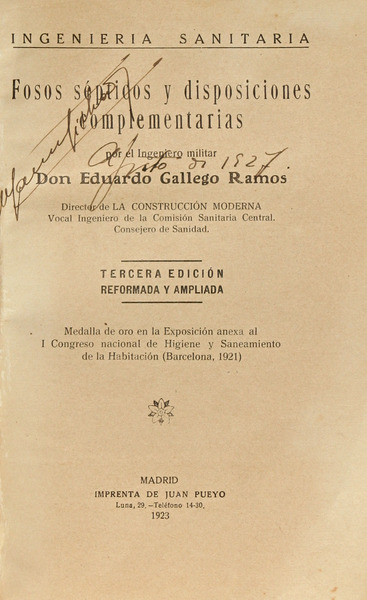 INGENIERIA SANITARIA
Fosos sépticos y disposiciones
complementarias
por el Ingeniero militar
Agosto de 1927.
Don Eduardo Gallego Ramos
Director de LA CONSTRUCCIÓN MODERNA
Vocal Ingeniero de la Comisión Sanitaria Central.
Consejero de Sanidad.
TERCERA EDICIÓN
REFORMADA Y AMPLIADA
Medalla de oro en la Exposición anexa al
I Congreso nacional de Higiene y Saneamiento
de la Habitación (Barcelona, 1921)
MADRID
IMPRENTA DE JUAN PUEYO
Luna, 29.—Teléfono 14-30.
1923